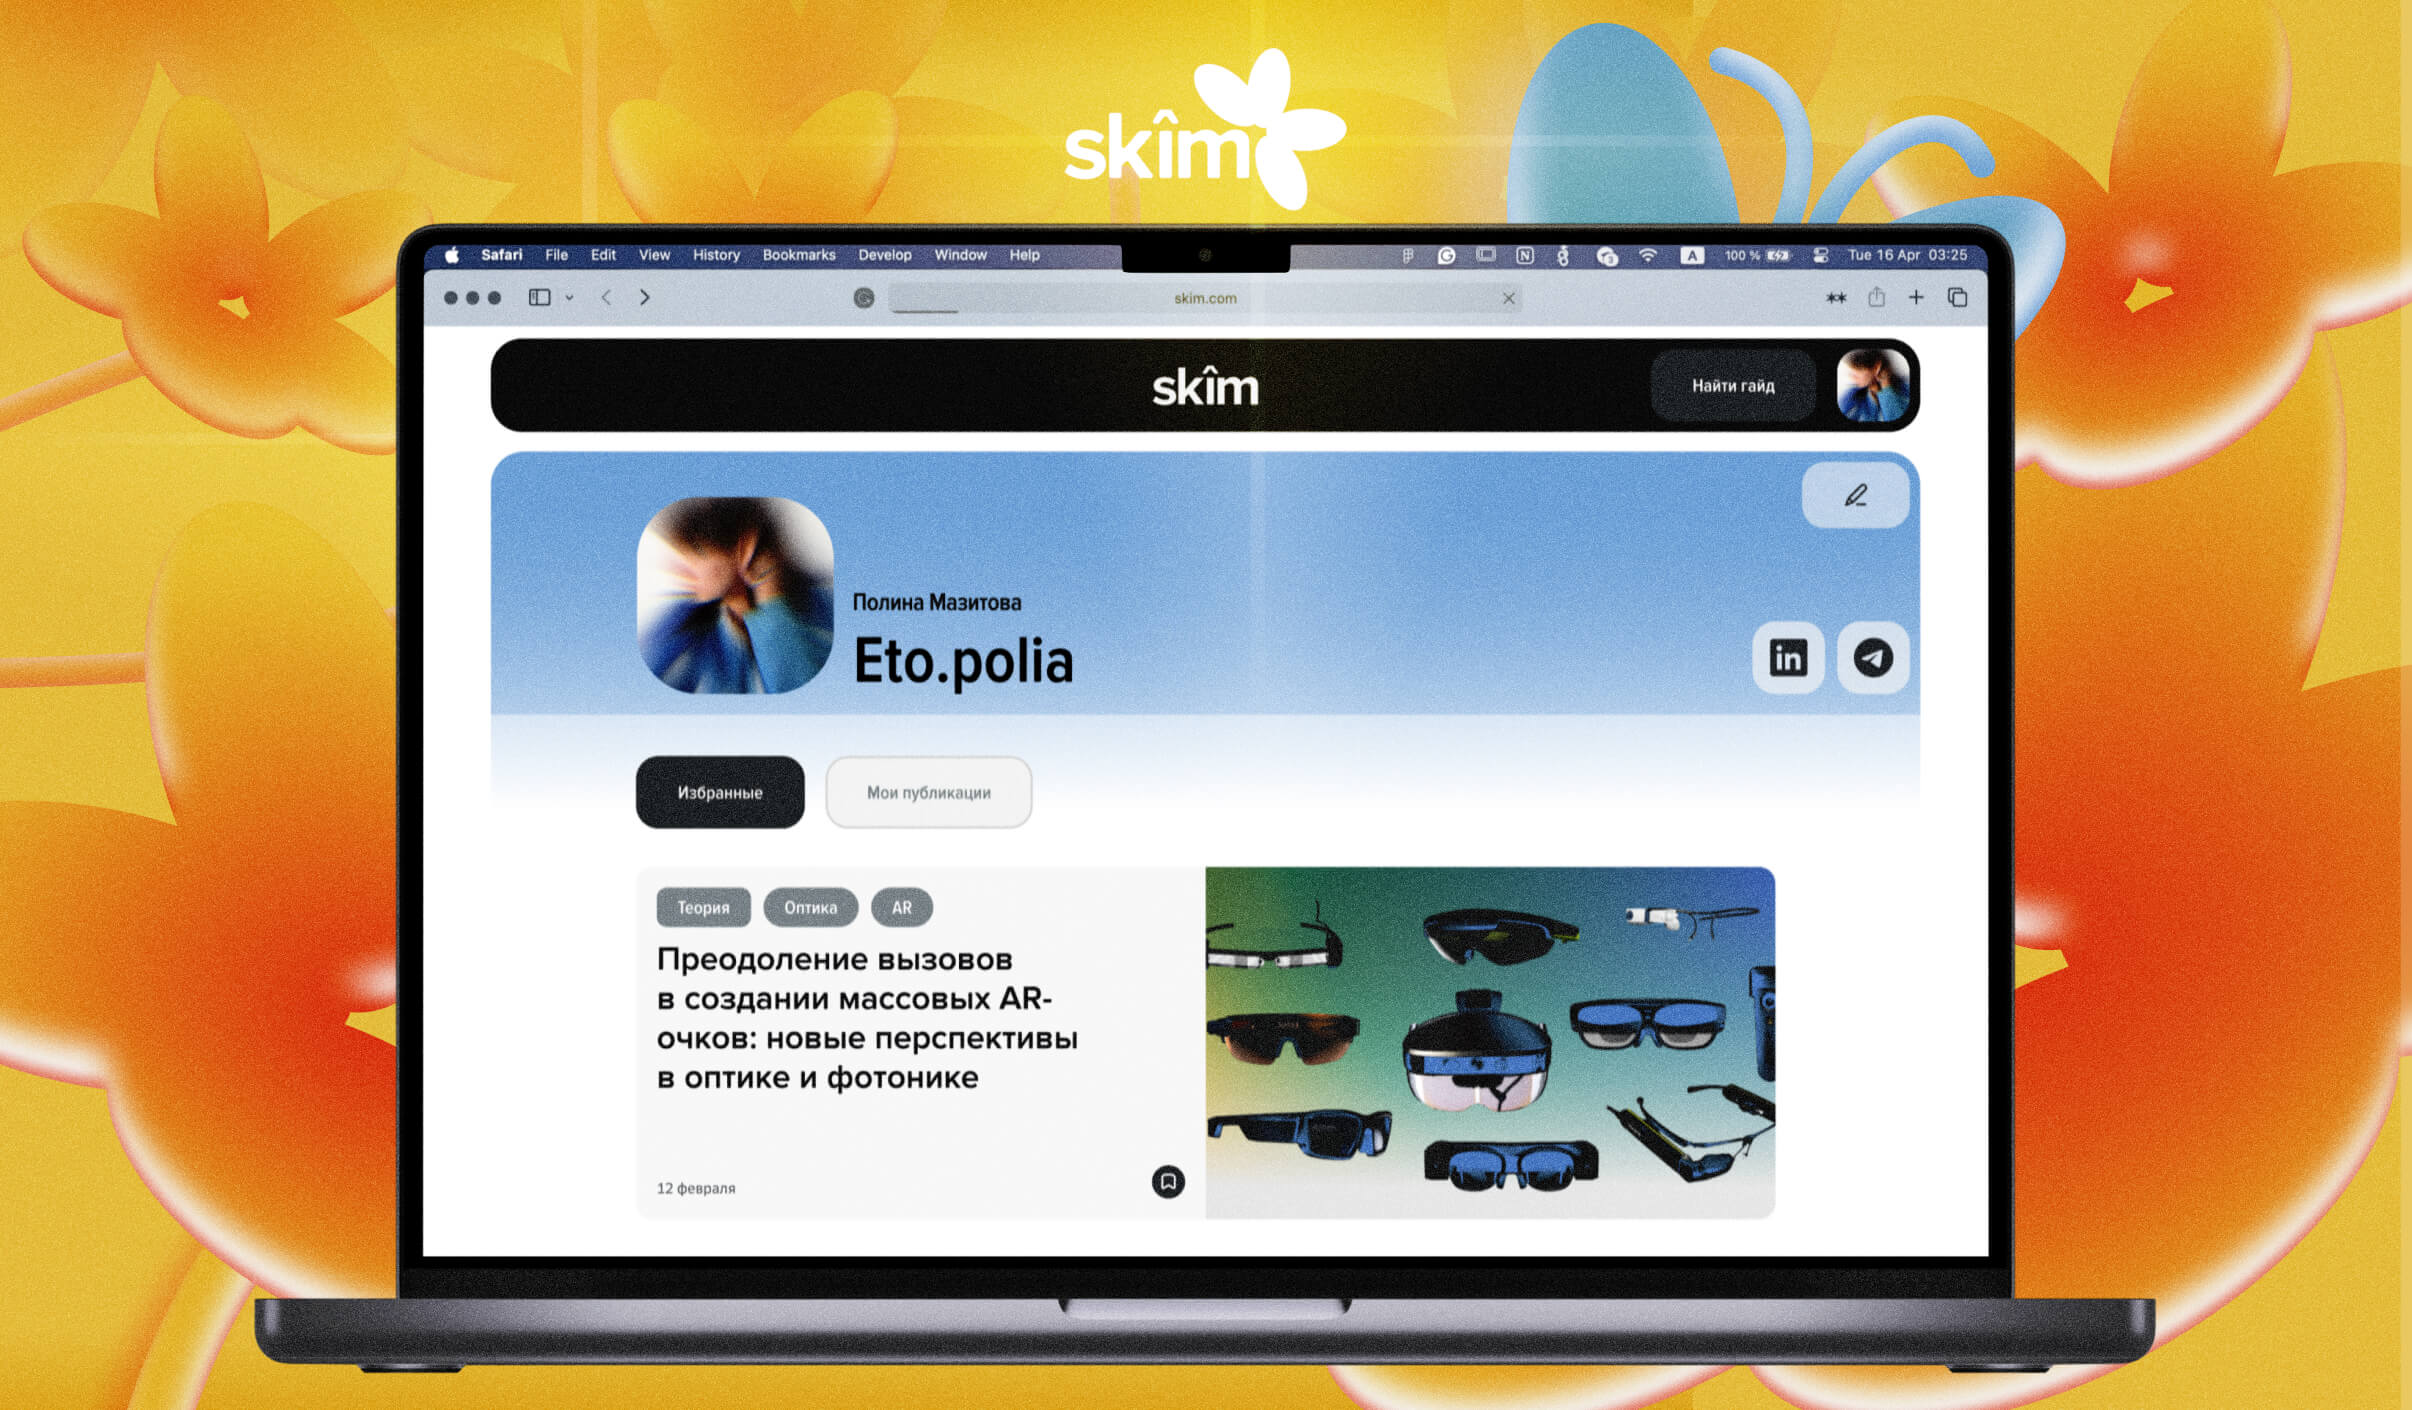 skîm
Safari File Edit View History Bookmarks Develop Window Help
A 100 % Tue 16 Apr 03:25
skim.com
skîm
Найти гайд
Полина Мазитова
Eto.polia
in
Избранные Мои публикации
Теория Оптика AR
Преодоление вызовов
в создании массовых AR-
очков: новые перспективы
в оптике и фотонике
12 февраля